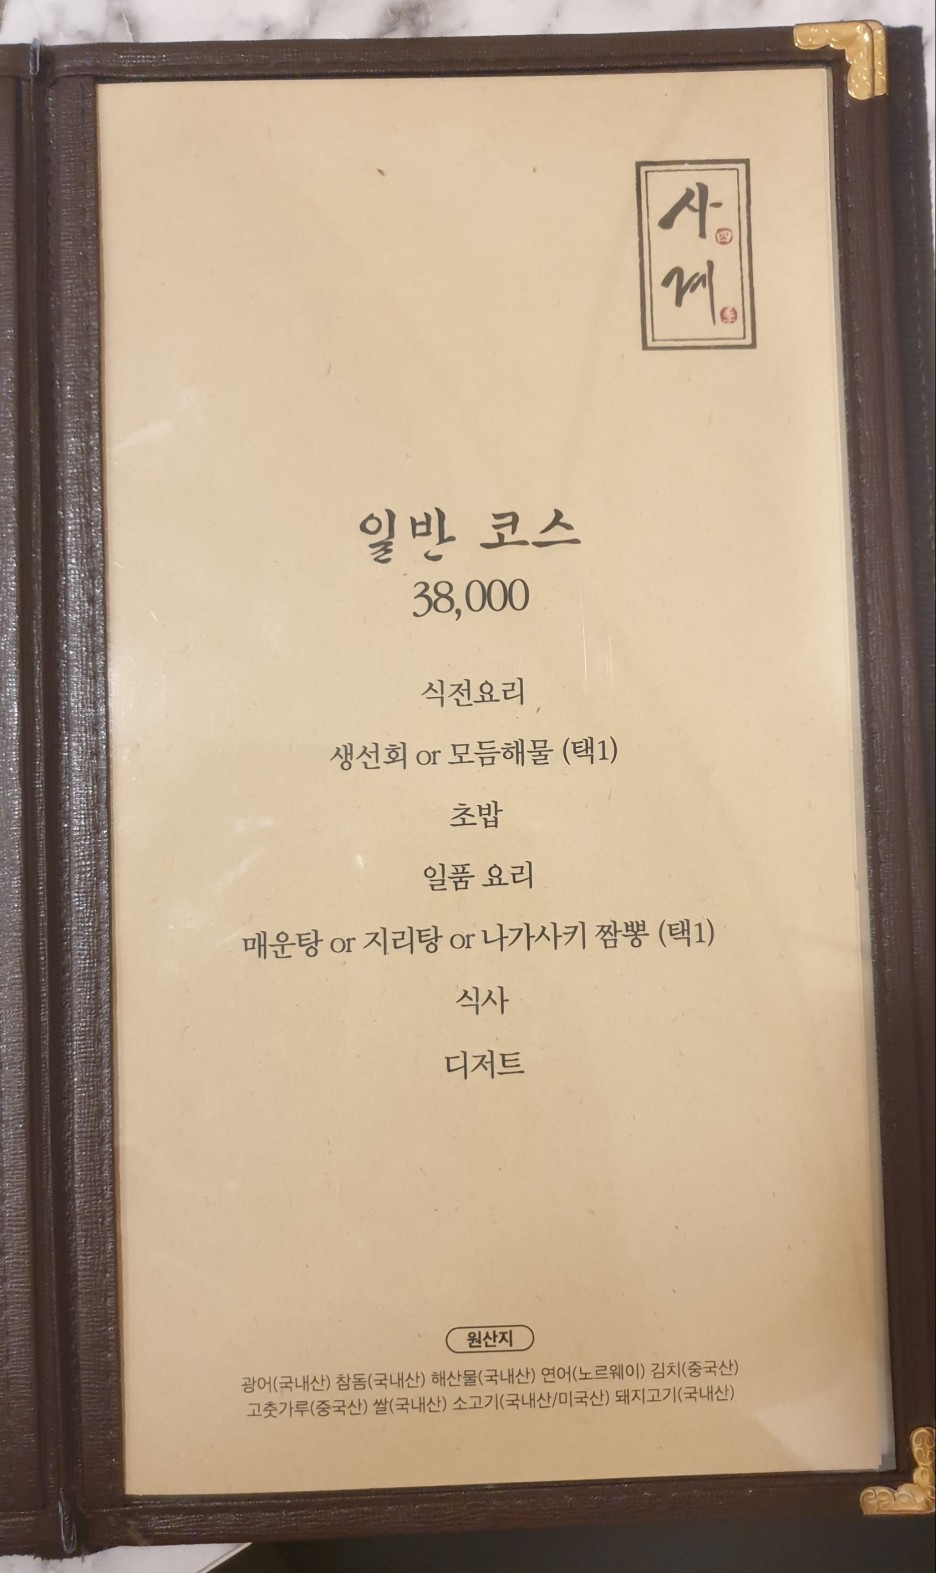 사
四
계
季
일반 코스
38,000
식전요리
생선회 or 모듬해물 (택1)
초밥
일품 요리
매운탕 or 지리탕 or 나가사키 짬뽕 (택1)
식사
디저트
원산지
광어(국내산) 참돔(국내산) 해산물(국내산) 연어(노르웨이) 김치(중국산)
고춧가루(중국산) 쌀(국내산) 소고기(국내산/미국산) 돼지고기(국내산)